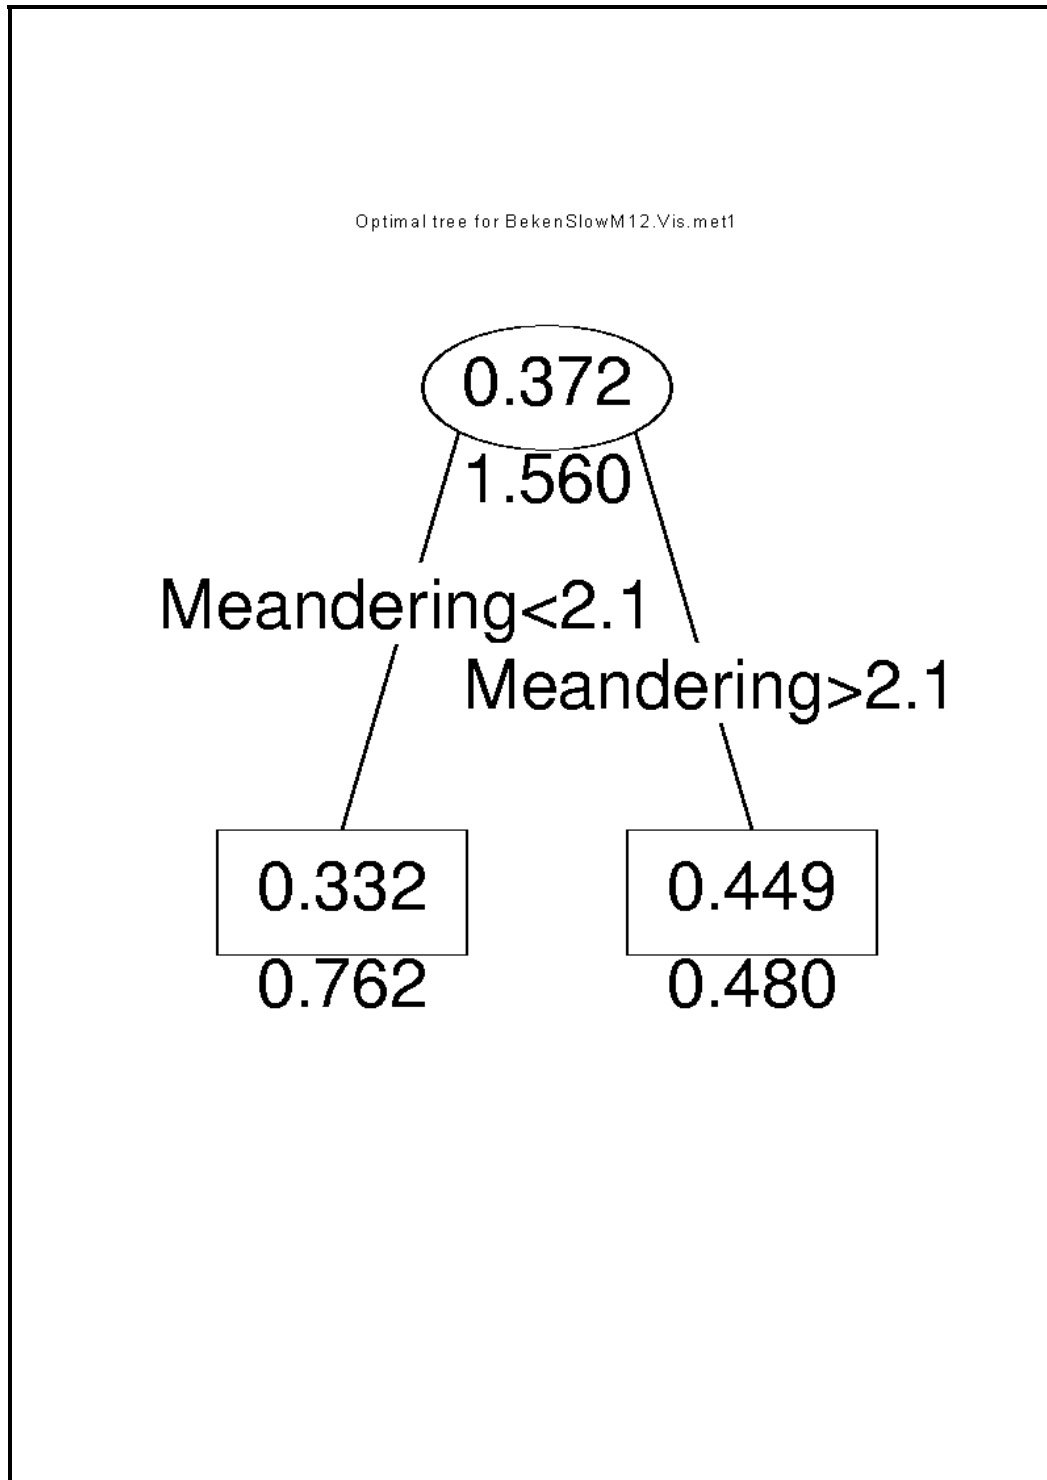 Optimal tree for BekenSlowM12.Vis.met1
0.372
1.560
Meandering<2.1
Meandering>2.1
0.332
0.449
0.762
0.480